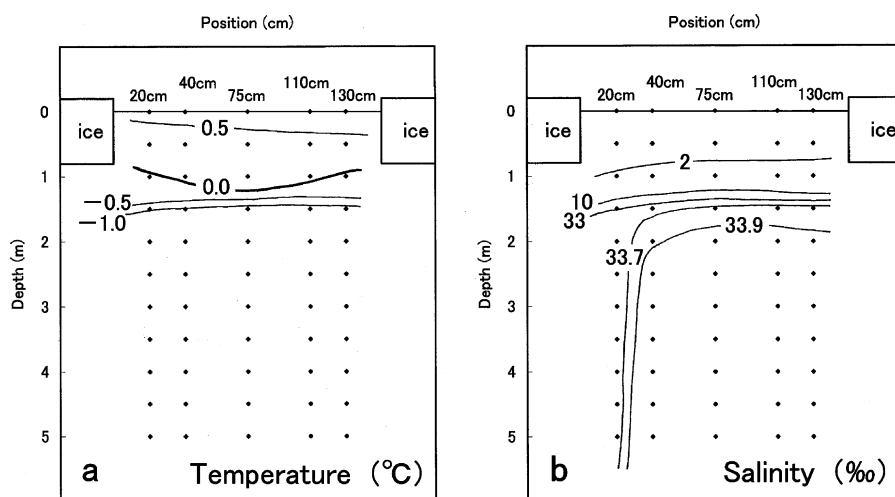 Position (cm)
20cm 40cm 75cm 110cm 130cm
ice
ice
0.5
0.0
−0.5
−1.0
Depth (m)
0
1
2
3
4
5
a Temperature (℃)
Position (cm)
20cm 40cm 75cm 110cm 130cm
ice
ice
2
10
33
33.7
33.9
Depth (m)
0
1
2
3
4
5
b Salinity (‰)